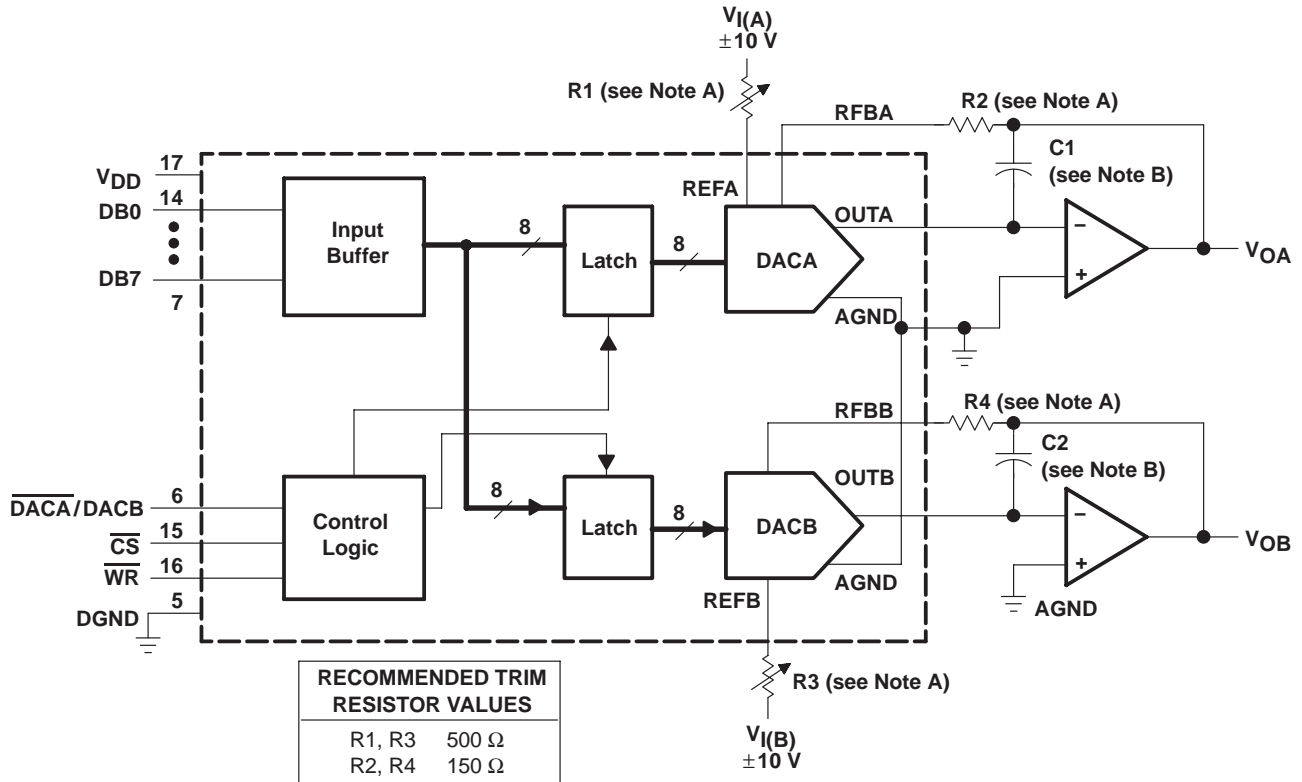 VI(A)
±10 V
R1 (see Note A)
RFBA
R2 (see Note A)
C1
(see Note B)
17
VDD
14
DB0
DB7
7
Input
Buffer
8
Latch
8
REFA
DACA
OUTA
AGND
−
+
VOA
RFBB
R4 (see Note A)
C2
(see Note B)
DACA/DACB
6
CS
15
WR
16
DGND
5
Control
Logic
8
Latch
8
DACB
OUTB
AGND
REFB
−
+
AGND
VOB
R3 (see Note A)
VI(B)
±10 V
RECOMMENDED TRIM
RESISTOR VALUES
R1, R3 500 Ω
R2, R4 150 Ω